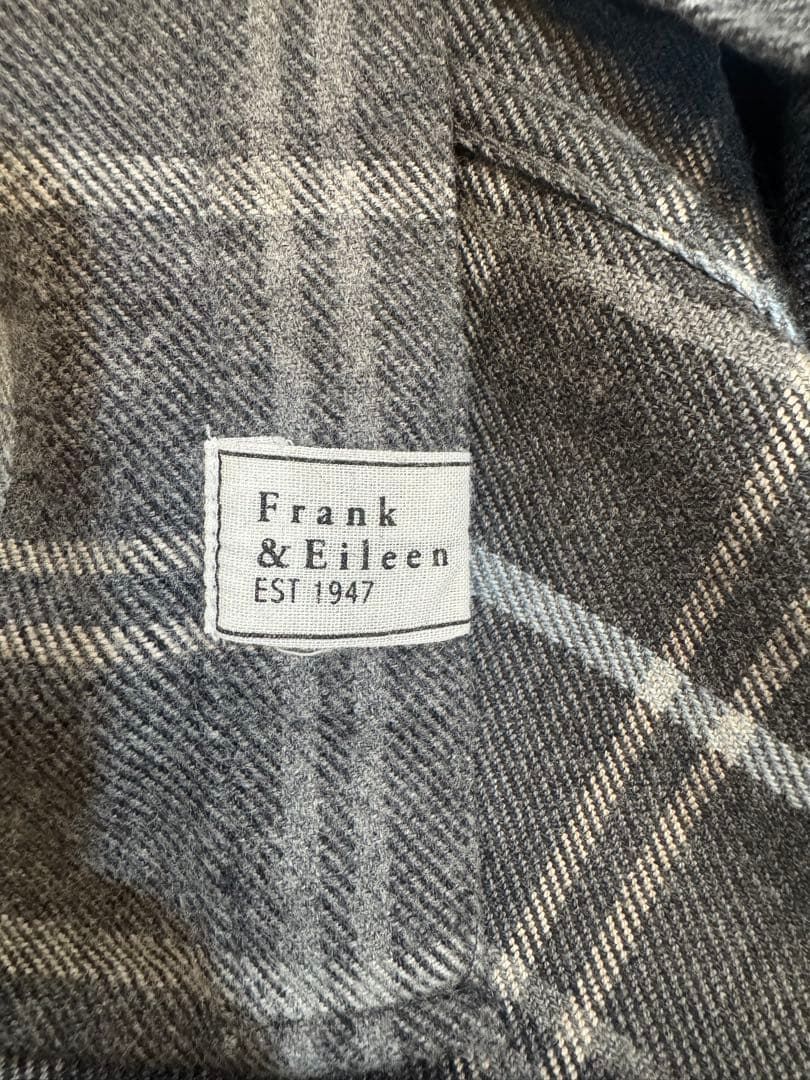 Frank
& Eileen
EST 1947